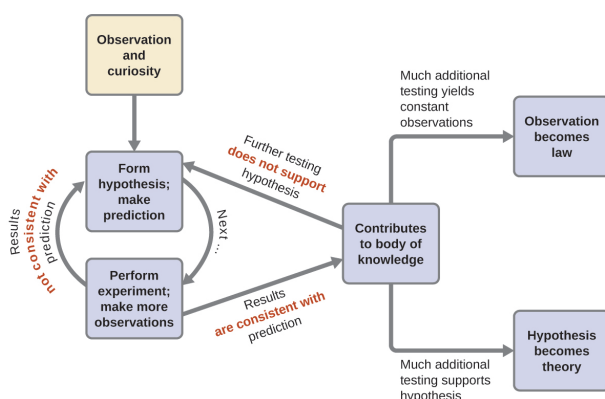 Observation
and
curiosity
Much additional
testing yields
constant
observations
Observation
becomes
law
Further testing
does not support
hypothesis
Form
hypothesis;
make
prediction
Results
not consistent with
prediction
Next ...
Contributes
to body of
knowledge
Perform
experiment;
make more
observations
Results
are consistent with
prediction
Hypothesis
becomes
theory
Much additional
testing supports
hypothesis